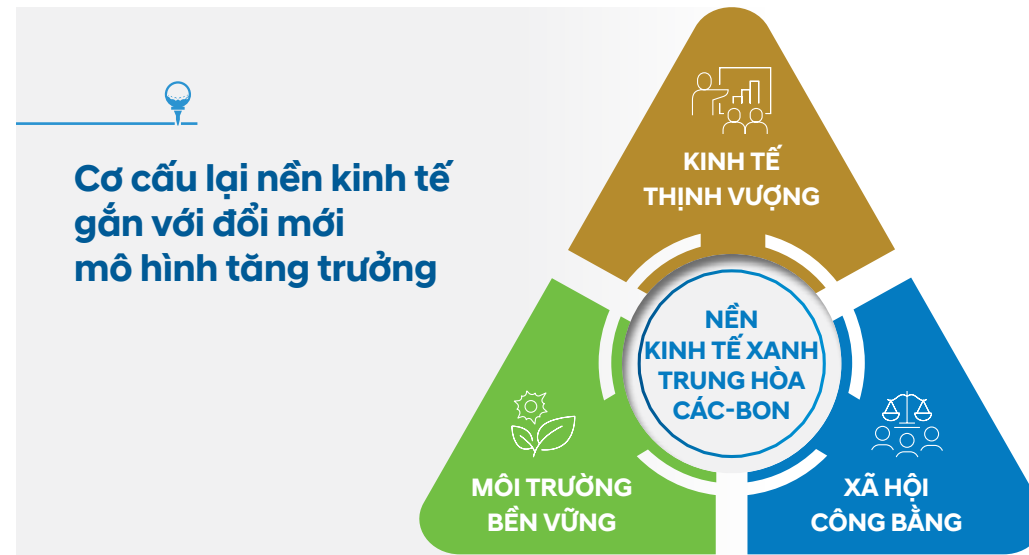 Cơ cấu lại nền kinh tế
gắn với đổi mới
mô hình tăng trưởng
KINH TẾ
THỊNH VƯỢNG
NỀN
KINH TẾ XANH
TRUNG HÒA
CÁC-BON
MÔI TRƯỜNG
BỀN VỮNG
XÃ HỘI
CÔNG BẰNG